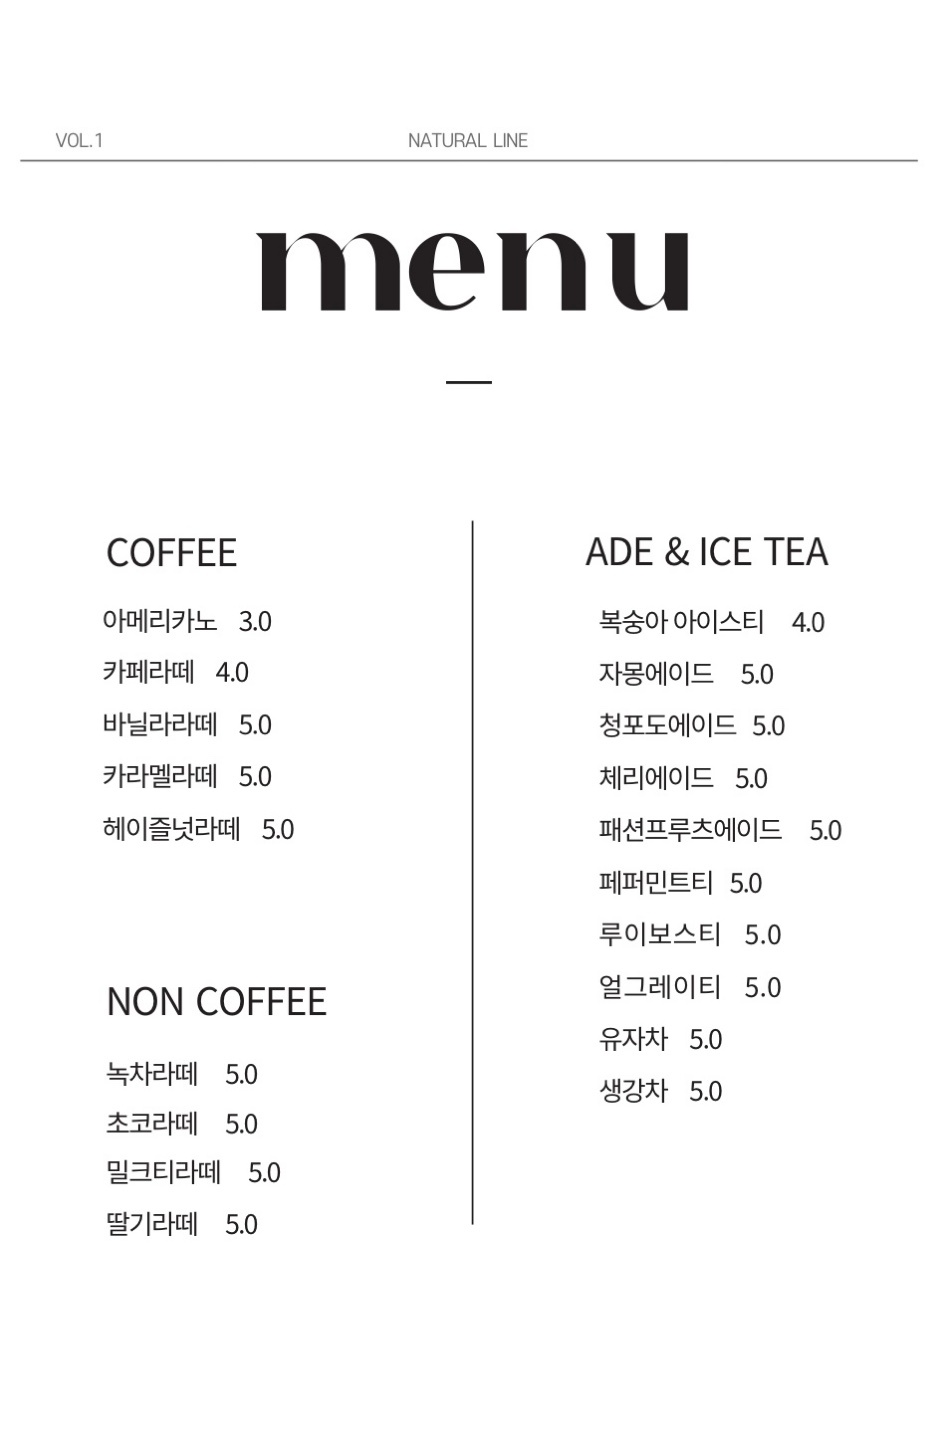 VOL.1
NATURAL LINE
menu
COFFEE
아메리카노 3.0
카페라떼 4.0
바닐라라떼 5.0
카라멜라떼 5.0
헤이즐넛라떼 5.0
NON COFFEE
녹차라떼 5.0
초코라떼 5.0
밀크티라떼 5.0
딸기라떼 5.0
ADE & ICE TEA
복숭아 아이스티 4.0
자몽에이드 5.0
청포도에이드 5.0
체리에이드 5.0
패션프루츠에이드 5.0
페퍼민트티 5.0
루이보스티 5.0
얼그레이티 5.0
유자차 5.0
생강차 5.0